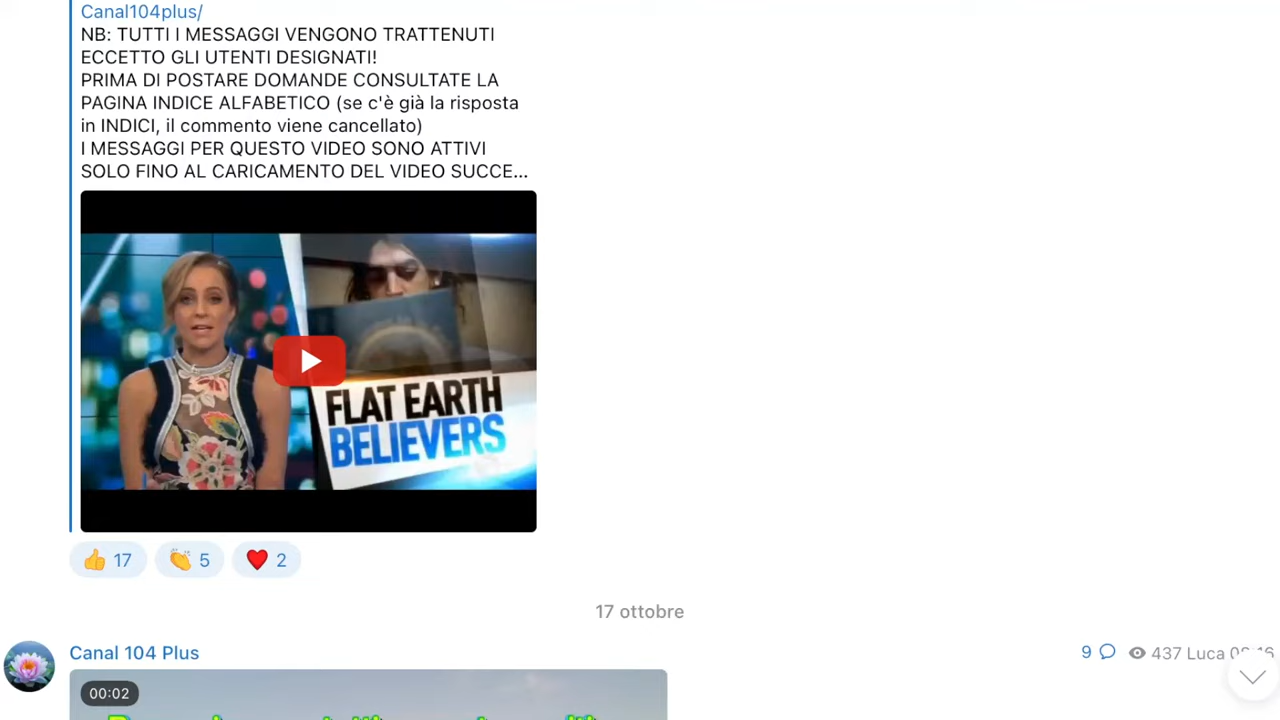 Canal104plus/
NB: TUTTI I MESSAGGI VENGONO TRATTENUTI
ECCETTO GLI UTENTI DESIGNATI!
PRIMA DI POSTARE DOMANDE CONSULTATE LA
PAGINA INDICE ALFABETICO (se c'è già la risposta
in INDICI, il commento viene cancellato)
I MESSAGGI PER QUESTO VIDEO SONO ATTIVI
SOLO FINO AL CARICAMENTO DEL VIDEO SUCCE...
FLAT EARTH
BELIEVERS
17
5
2
17 ottobre
Canal 104 Plus
9
437 Luca
00:02